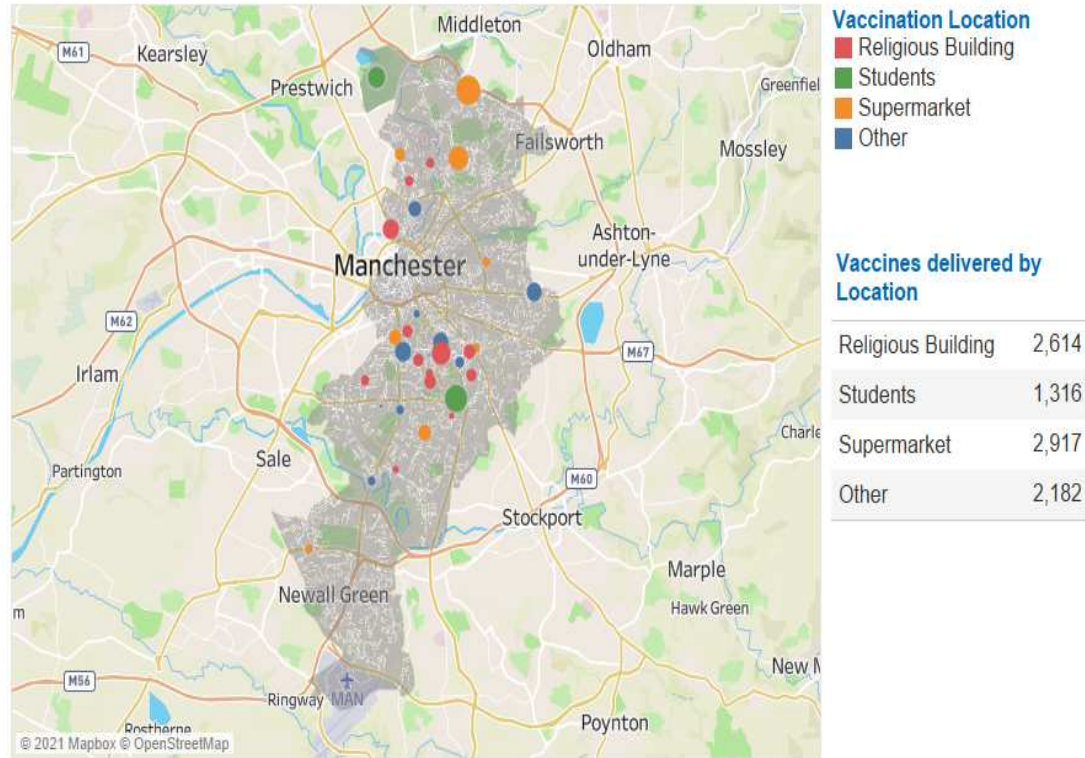 Middleton
M61
Kearsley
Oldham
Prestwich
Greenfiel
Failsworth
Mossley
Ashton-
under-Lyne
Manchester
M62
M67
Irlam
Charle
Sale
Partington
M60
Stockport
Marple
Newall Green
Hawk Green
m
New M
M56
Ringway MAN
Poynton
Rostherne
© 2021 Mapbox © OpenStreetMap
Vaccination Location
Religious Building
Students
Supermarket
Other
Vaccines delivered by
Location
Religious Building 2,614
Students 1,316
Supermarket 2,917
Other 2,182